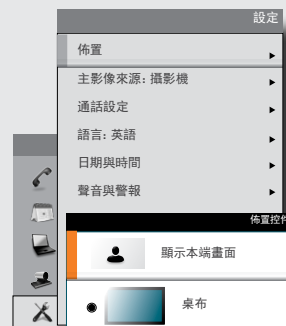 設定
佈置
主影像來源: 攝影機
通話設定
語言: 英語
日期與時間
聲音與警報
佈置控件
顯示本端畫面
桌布